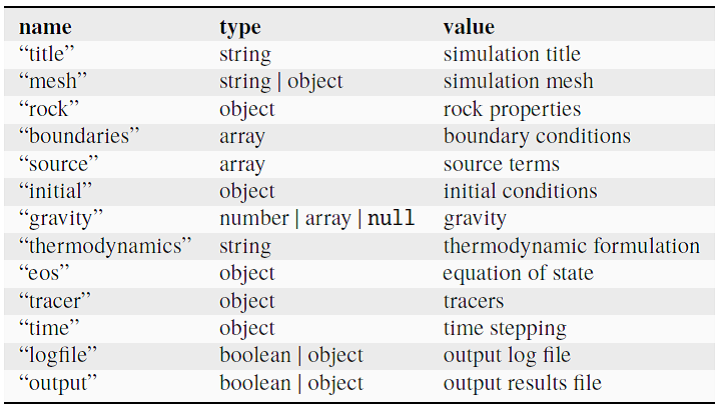 name type value
“title” string simulation title
“mesh” string | object simulation mesh
“rock” object rock properties
“boundaries” array boundary conditions
“source” array source terms
“initial” object initial conditions
“gravity” number | array | null gravity
“thermodynamics” string thermodynamic formulation
“eos” object equation of state
“tracer” object tracers
“time” object time stepping
“logfile” boolean | object output log file
“output” boolean | object output results file